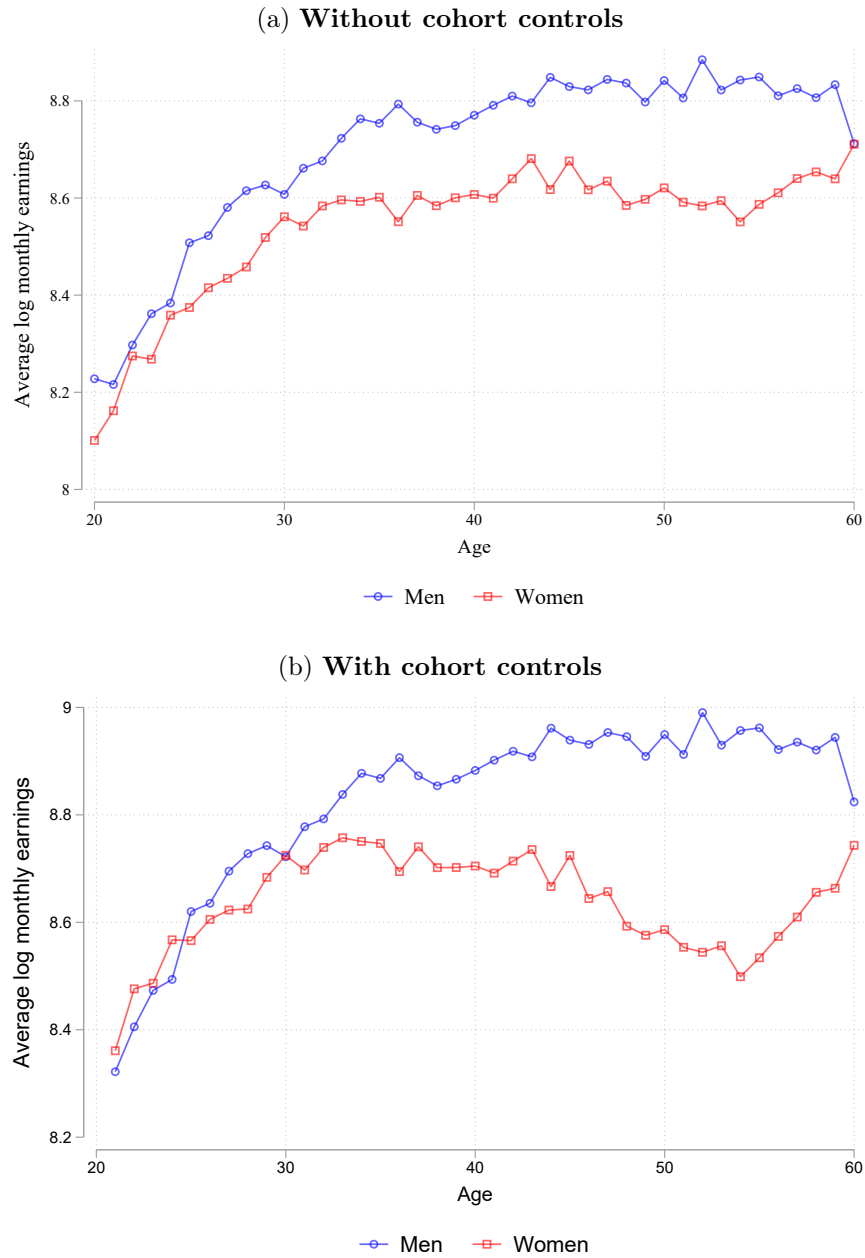 (a) Without cohort controls
Average log monthly earnings
8.8
8.6
8.4
8.2
8
20 30 40 50 60
Age
Men Women
(b) With cohort controls
Average log monthly earnings
9
8.8
8.6
8.4
8.2
20 30 40 50 60
Age
Men Women